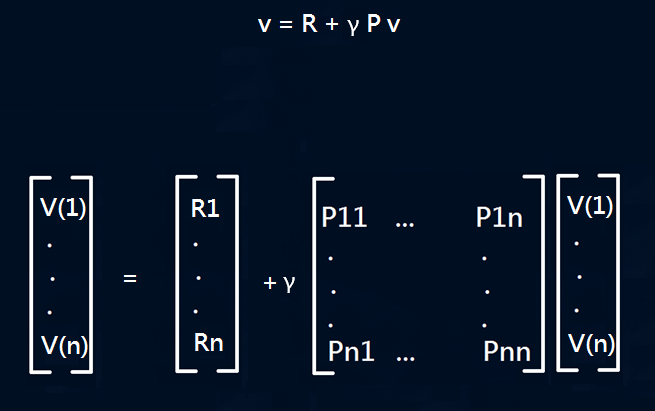 v = R + γ P v
V(1) R1 P11 ... P1n V(1)
. . . . .
. = . + γ . . .
. . . . .
V(n) Rn Pn1 ... Pnn V(n)